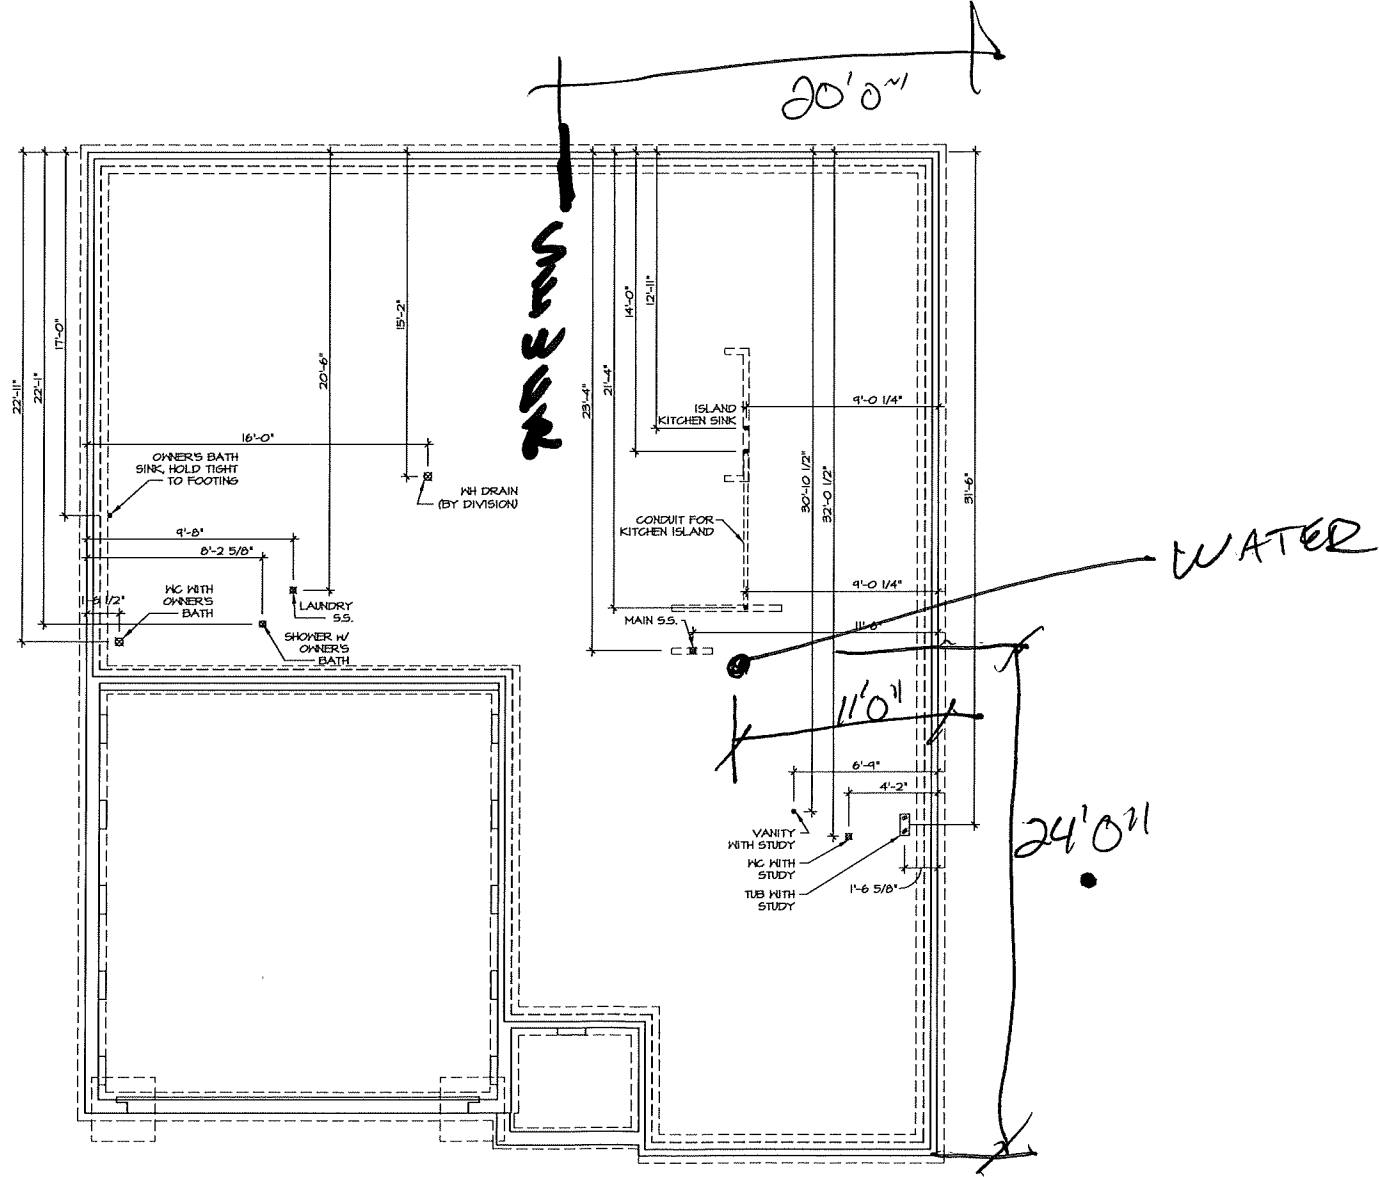 20'0"
SEWER
22'-11"
22'-1"
17'-0"
20'-6"
15'-2"
23'-4"
21'-4"
14'-0"
12'-11"
30'-10 1/2"
32'-0 1/2"
31'-6"
9'-0 1/4"
ISLAND
KITCHEN SINK
16'-0"
OWNER'S BATH
SINK, HOLD TIGHT
TO FOOTING
WH DRAIN
(BY DIVISION)
CONDUIT FOR
KITCHEN ISLAND
WATER
9'-8"
8'-2 5/8"
WC WITH
OWNER'S
BATH
9'-0 1/4"
LAUNDRY
S.S.
MAIN S.S.
SHOWER W/
OWNER'S
BATH
11'0"
6'-9"
4'-2"
24'0"
VANITY
WITH STUDY
WC WITH
STUDY
TUB WITH
STUDY
1'-6 5/8"